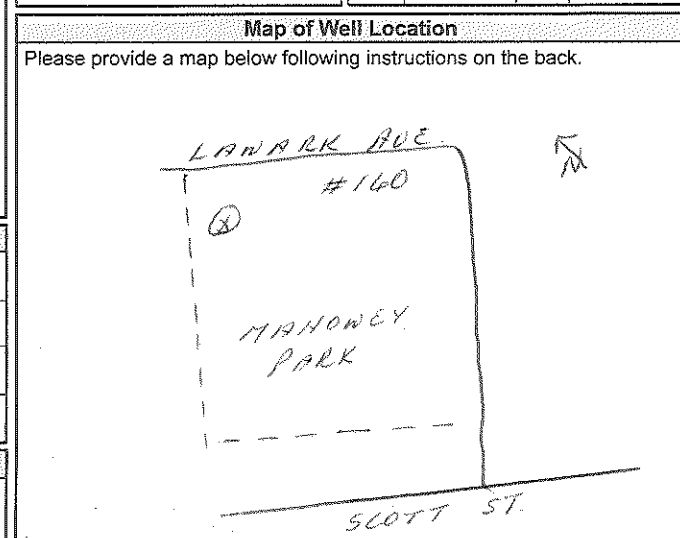 Map of Well Location
Please provide a map below following instructions on the back.
LANARK AVE.
#160
N
X
MAHONEY
PARK
SCOTT ST.